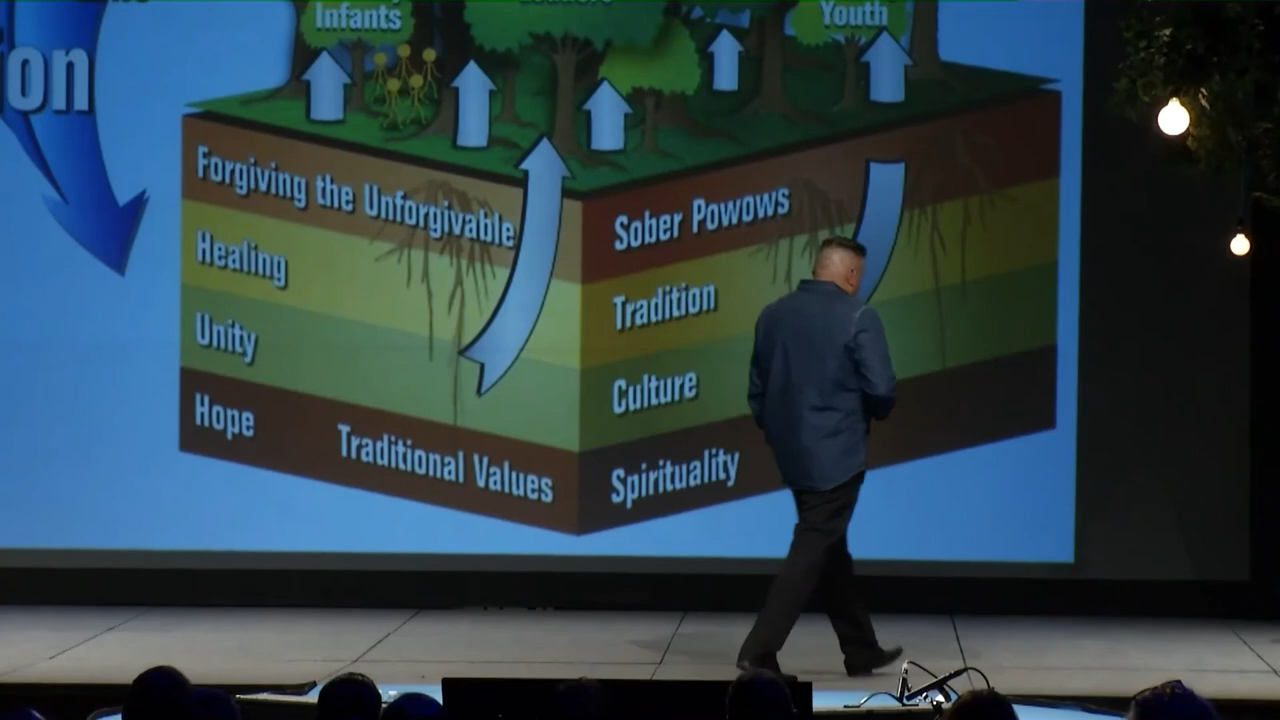 Infants
Youth
ion
Forgiving the Unforgivable
Healing
Unity
Hope
Traditional Values
Sober Powows
Tradition
Culture
Spirituality